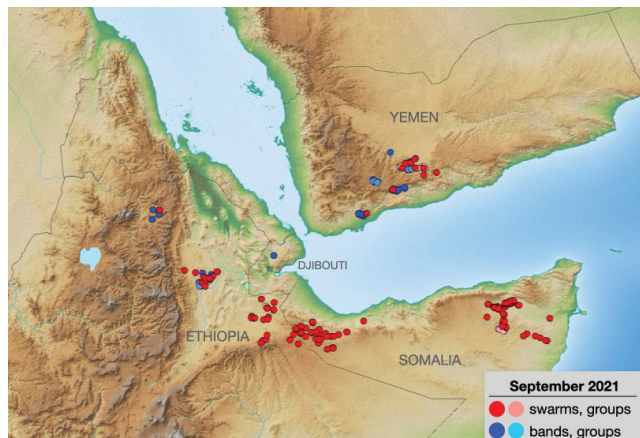 YEMEN
DJIBOUTI
ETHIOPIA
SOMALIA
September 2021
swarms, groups
bands, groups